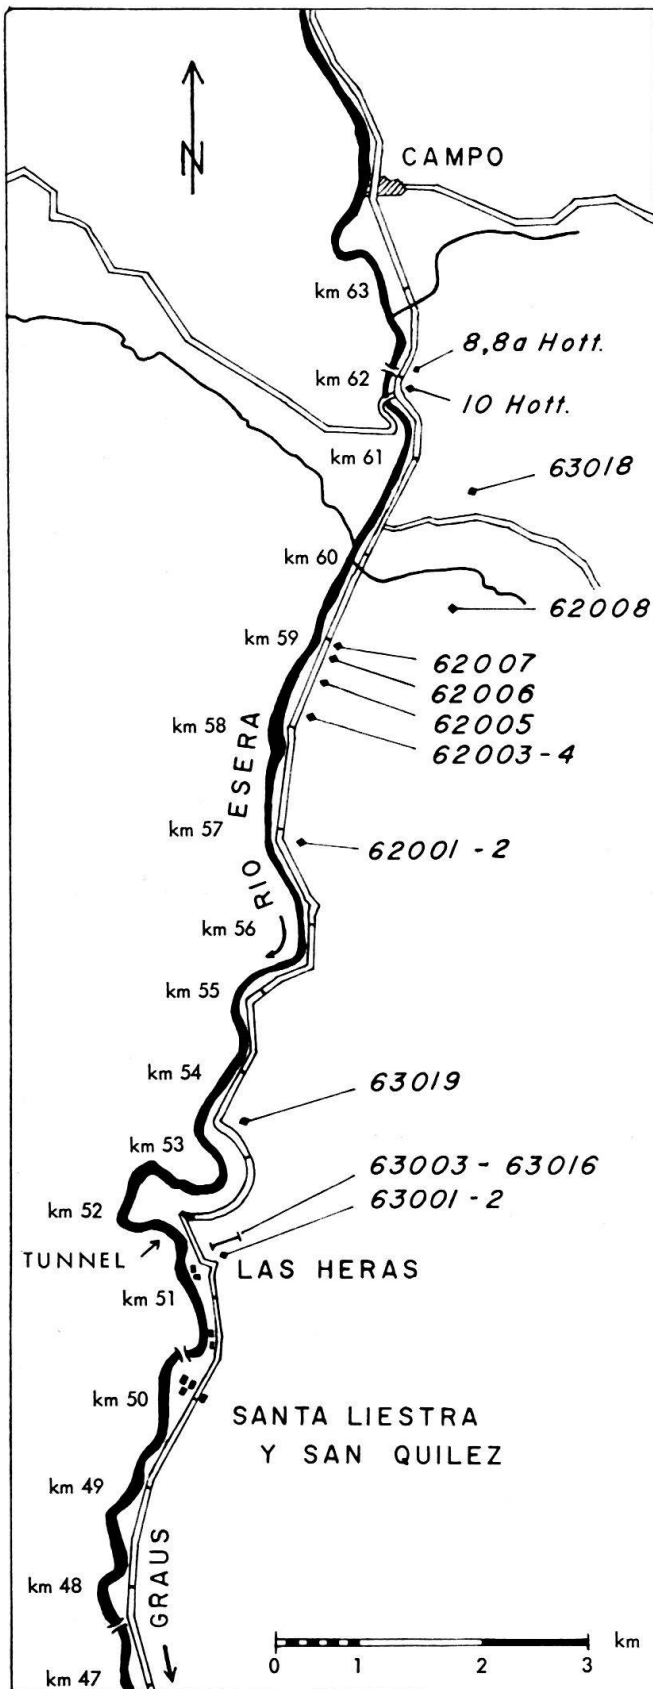 CAMPO
N
km 63
8,8a Hott.
km 62
10 Hott.
km 61
63018
km 60
62008
km 59
62007
62006
62005
km 58
62003-4
RIO ESERA
km 57
62001-2
km 56
km 55
km 54
63019
km 53
63003 - 63016
km 52
63001-2
TUNNEL
LAS HERAS
km 51
km 50
SANTA LIESTRA
Y SAN QUILEZ
km 49
GRAUS
km 48
km
0 1 2 3
km 47